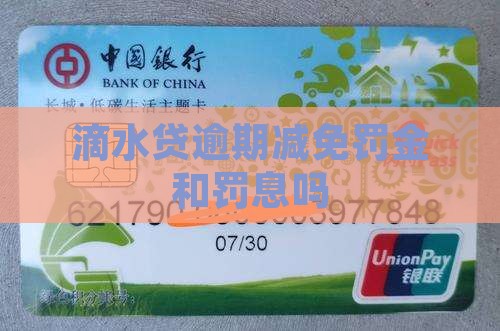 中国银行
BANK OF CHINA
长城·低碳生活主题卡
滴水贷逾期减免罚金
和罚息吗
07/30
UnionPay
银联